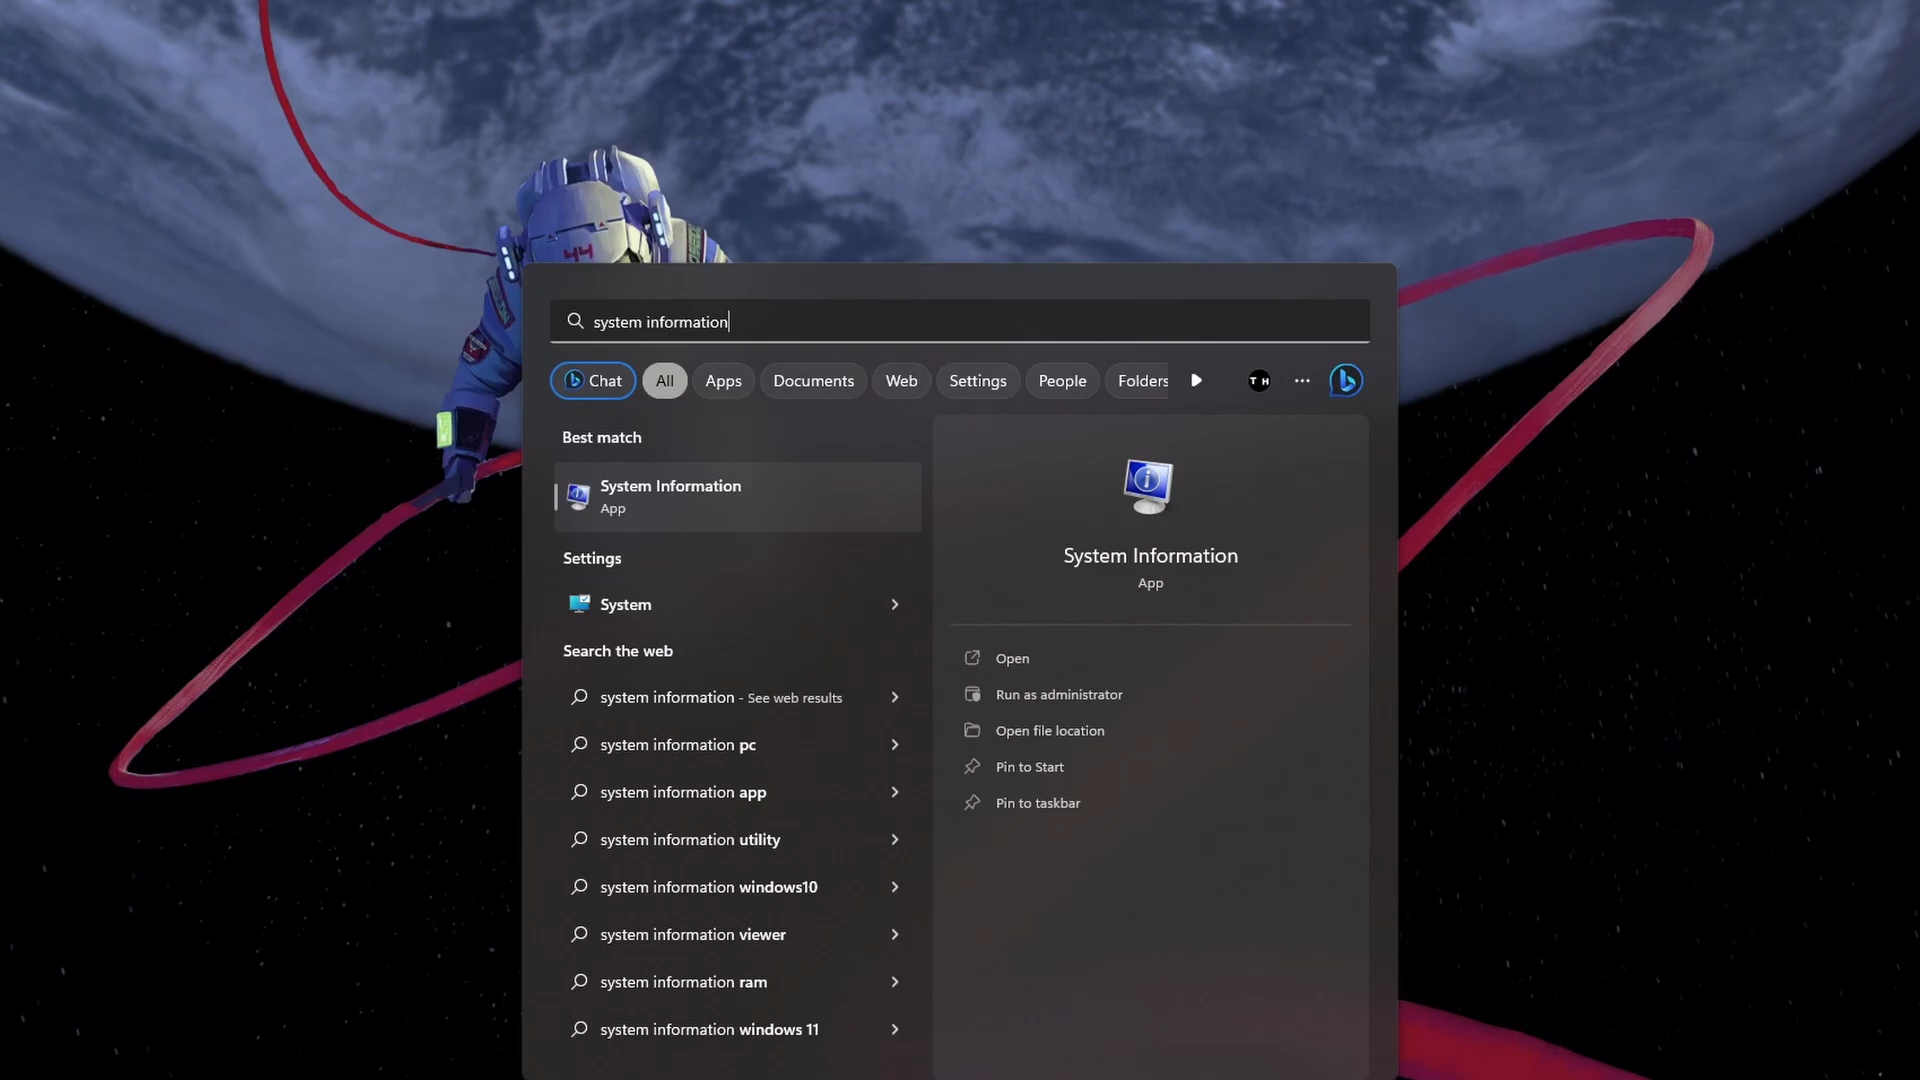 44
system information
Chat
All
Apps
Documents
Web
Settings
People
Folders
T H
Best match
System Information
App
Settings
System
Search the web
system information - See web results
system information pc
system information app
system information utility
system information windows10
system information viewer
system information ram
system information windows 11
System Information
App
Open
Run as administrator
Open file location
Pin to Start
Pin to taskbar